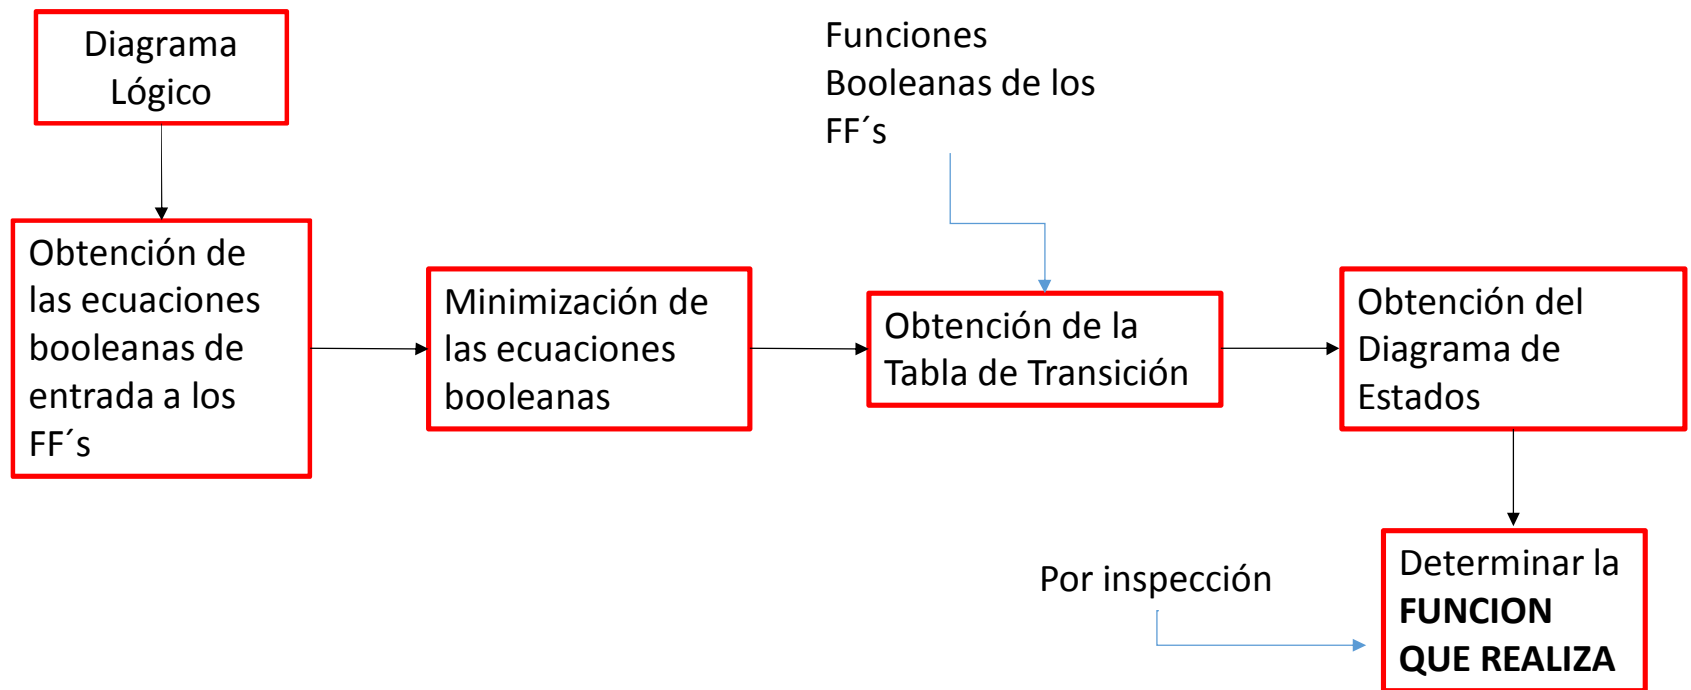 Diagrama
Lógico
Funciones
Booleanas de los
FF´s
Obtención de
las ecuaciones
booleanas de
entrada a los
FF´s
Minimización de
las ecuaciones
booleanas
Obtención de la
Tabla de Transición
Obtención del
Diagrama de
Estados
Por inspección
Determinar la
FUNCION
QUE REALIZA